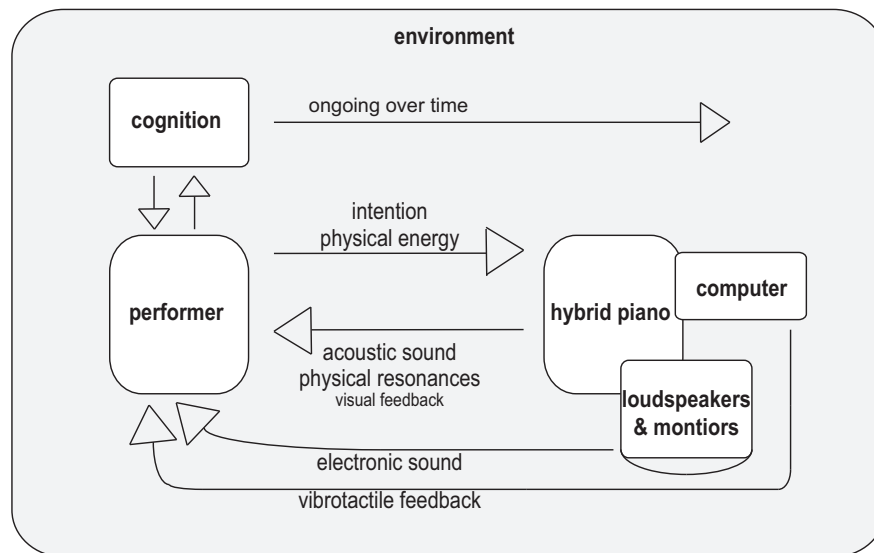 environment
cognition
ongoing over time
intention
physical energy
performer
hybrid piano
computer
acoustic sound
physical resonances
visual feedback
loudspeakers
& montiors
electronic sound
vibrotactile feedback